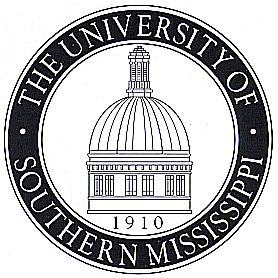 THE UNIVERSITY OF
SOUTHERN MISSISSIPPI
1910